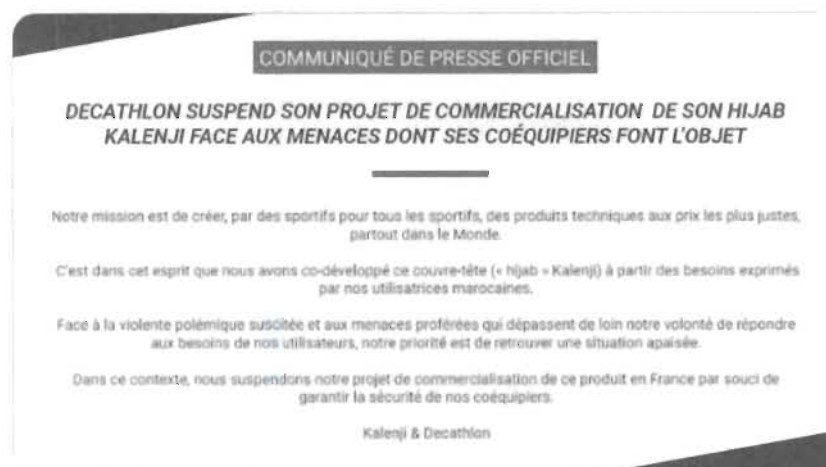 COMMUNIQUÉ DE PRESSE OFFICIEL
DECATHLON SUSPEND SON PROJET DE COMMERCIALISATION DE SON HIJAB
KALENJI FACE AUX MENACES DONT SES COÉQUIPIERS FONT L'OBJET
Notre mission est de créer, par des sportifs pour tous les sportifs, des produits techniques aux prix les plus justes,
partout dans le Monde.
C'est dans cet esprit que nous avons co-développé ce couvre-tête (« hijab » Kalenji) à partir des besoins exprimés
par nos utilisatrices marocaines.
Face à la violente polémique suscitée et aux menaces proférées qui dépassent de loin notre volonté de répondre
aux besoins de nos utilisateurs, notre priorité est de retrouver une situation apaisée.
Dans ce contexte, nous suspendons notre projet de commercialisation de ce produit en France par souci de
garantir la sécurité de nos coéquipiers.
Kalenji & Decathlon